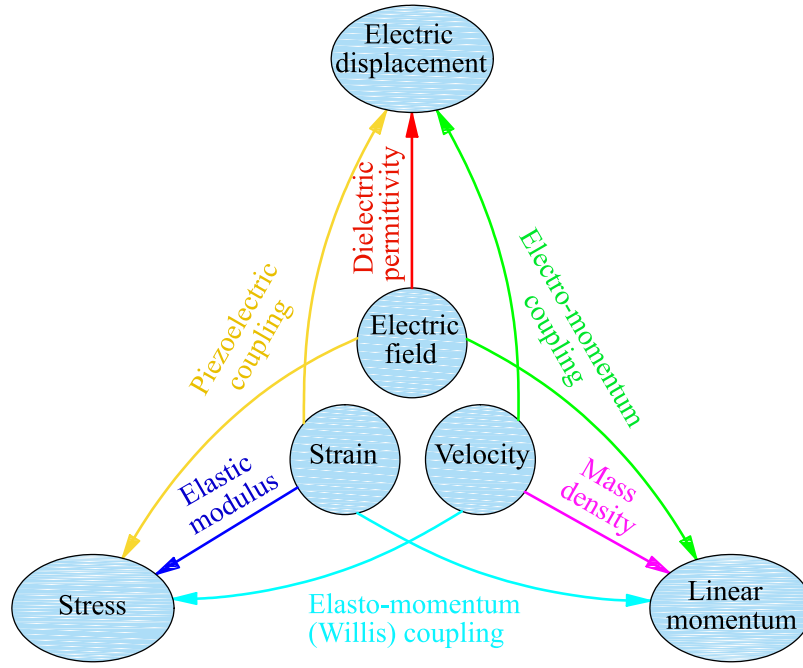 Electric
displacement
Dielectric
permittivity
Piezoelectric
coupling
Electro-momentum
coupling
Electric
field
Strain
Velocity
Elastic
modulus
Mass
density
Stress
Elasto-momentum
(Willis) coupling
Linear
momentum